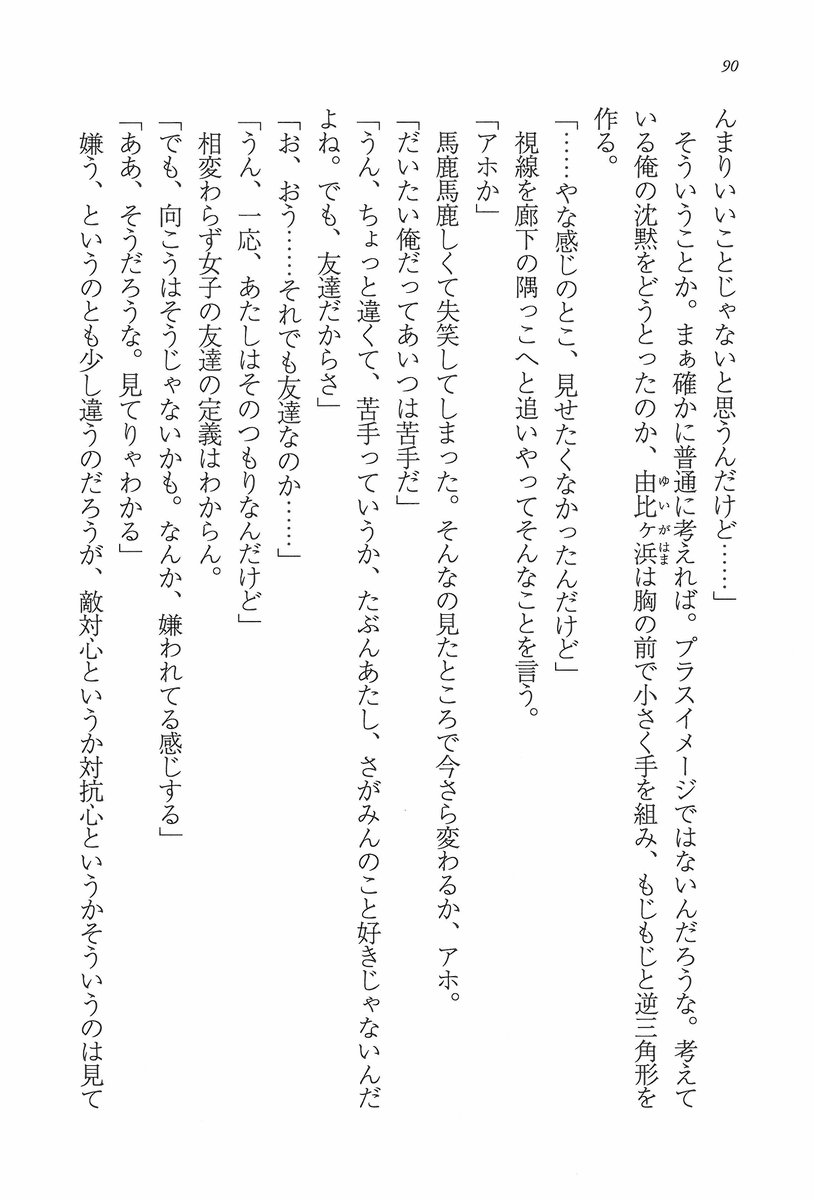 90
んまりいいことじゃないと思うんだけど……」
　そういうことか。まぁ確かに普通に考えれば。プラスイメージではないんだろうな。考えて
いる俺の沈黙をどうとったのか、由比ヶ浜は胸の前で小さく手を組み、もじもじと逆三角形を
ゆいがはま
作る。
「……やな感じのとこ、見せたくなかったんだけど」
　視線を廊下の隅っこへと追いやってそんなことを言う。
「アホか」
　馬鹿馬鹿しくて失笑してしまった。そんなの見たところで今さら変わるか、アホ。
「だいたい俺だってあいつは苦手だ」
「うん、ちょっと違くて、苦手っていうか、たぶんあたし、さがみんのこと好きじゃないんだ
よね。でも、友達だからさ」
「お、おう……それでも友達なのか……」
「うん、一応、あたしはそのつもりなんだけど」
　相変わらず女子の友達の定義はわからん。
「でも、向こうはそうじゃないかも。なんか、嫌われてる感じする」
「ああ、そうだろうな。見てりゃわかる」
　嫌う、というのとも少し違うのだろうが、敵対心というか対抗心というかそういうのは見て